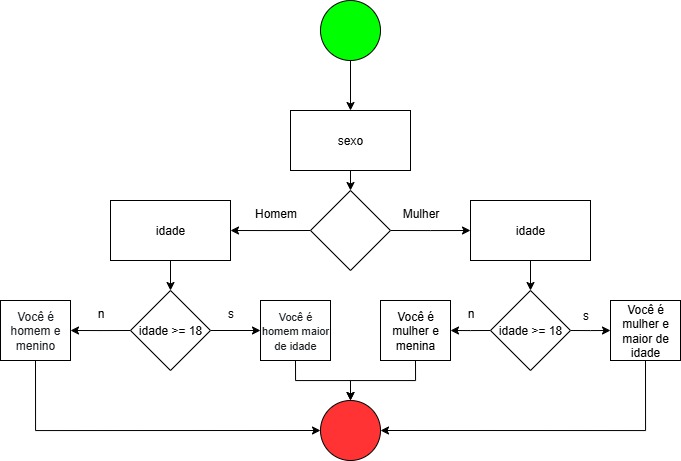 sexo
Homem
Mulher
idade
idade
Você é
homem e
menino
n
idade >= 18
s
Você é
homem maior
de idade
Você é
mulher e
menina
n
idade >= 18
s
Você é
mulher e
maior de
idade